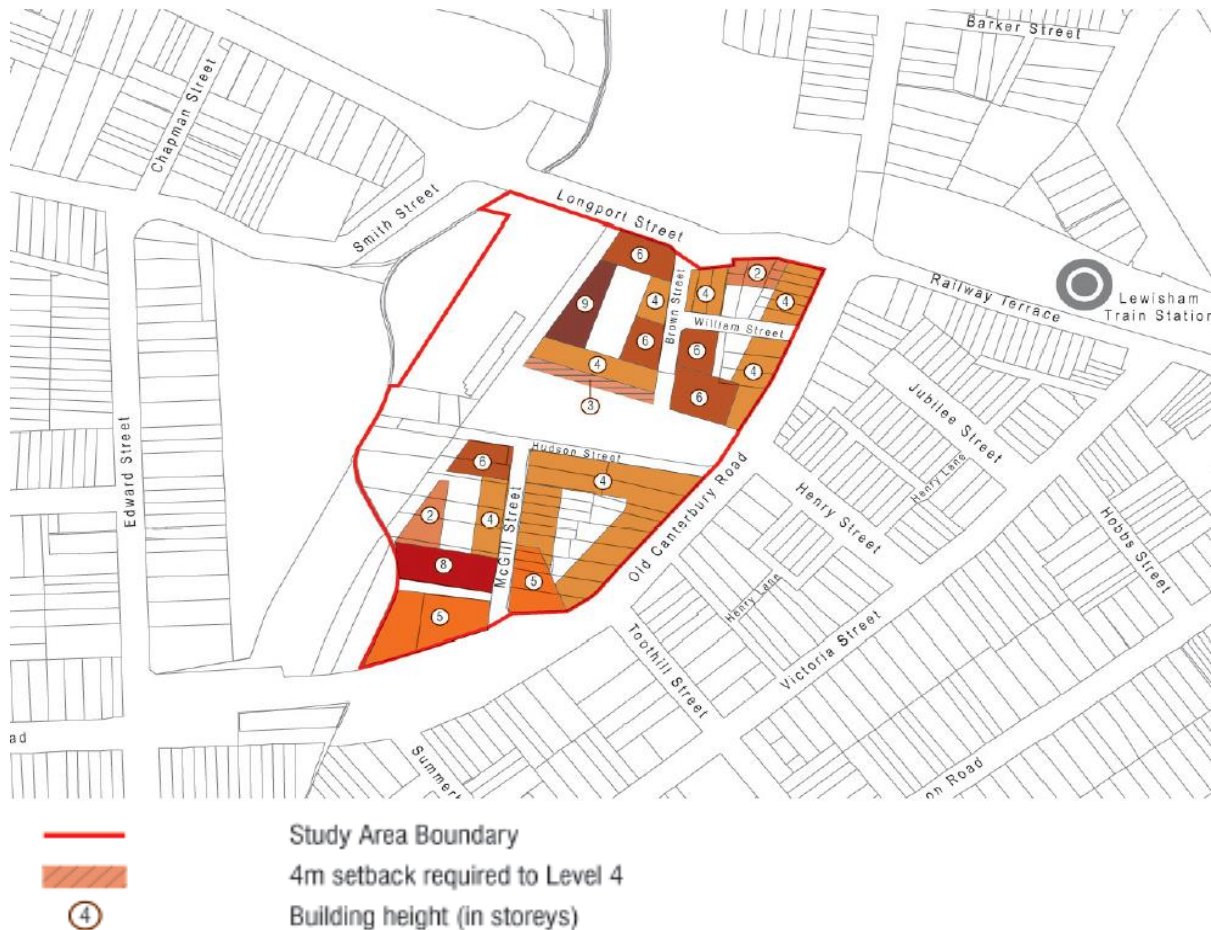 Barker Street
Chapman Street
Smith Street
Longport Street
6
2
4
4
9
4
Brown Street
William Street
Railway Terrace
Lewisham
Train Station
6
6
4
4
6
3
Jubilee Street
Edward Street
Hudson Street
6
4
Henry Lane
Henry Street
Hobbs Street
2
4
McGill Street
Old Canterbury Road
8
5
Henry Lane
5
Victoria Street
Toothill Street
ad
Summer
on Road
Study Area Boundary
4m setback required to Level 4
4
Building height (in storeys)